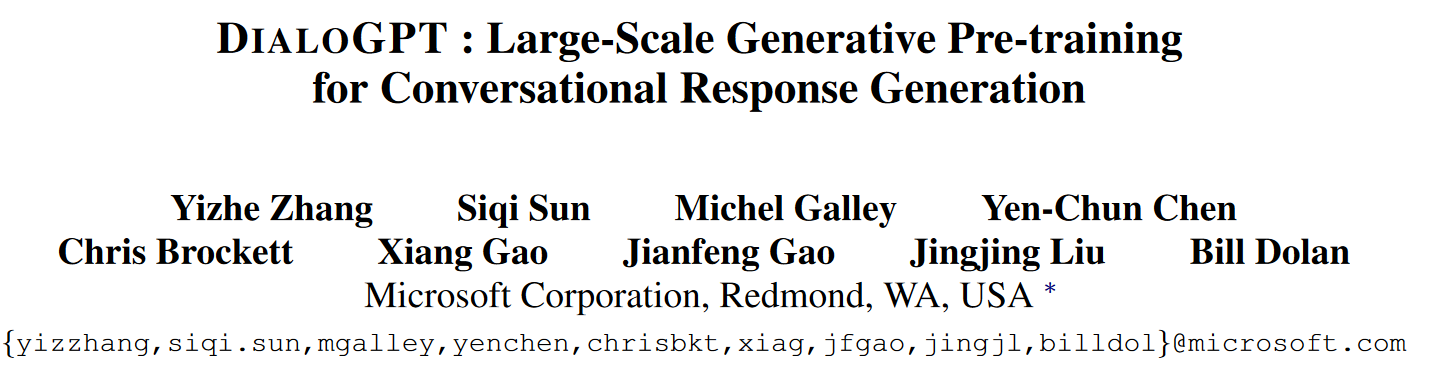 DIALOGPT : Large-Scale Generative Pre-training
for Conversational Response Generation
Yizhe Zhang Siqi Sun Michel Galley Yen-Chun Chen
Chris Brockett Xiang Gao Jianfeng Gao Jingjing Liu Bill Dolan
Microsoft Corporation, Redmond, WA, USA *
{yizzhang,siqi.sun,mgalley,yenchen,chrisbkt,xiag,jfgao,jingjl,billdol}@microsoft.com